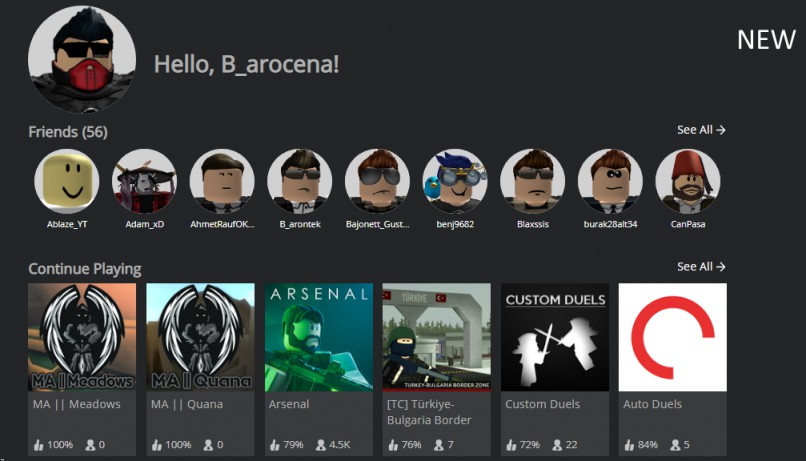 NEW
Hello, B_arocena!
Friends (56)
See All →
Ablaze_YT
Adam_xD
AhmetRaufOK...
B_arontek
Bajonett_Gust...
benj9682
Blaxssis
burak28alt34
CanPasa
Continue Playing
See All →
MA || Meadows
MA || Quana
ARSENAL
TÜRKİYE
TURKEY-BULGARIA BORDER ZONE
CUSTOM DUELS
MA || Meadows
MA || Quana
Arsenal
[TC] Türkiye-
Bulgaria Border
Custom Duels
Auto Duels
100% 0
100% 0
79% 4.5K
76% 7
72% 22
84% 5